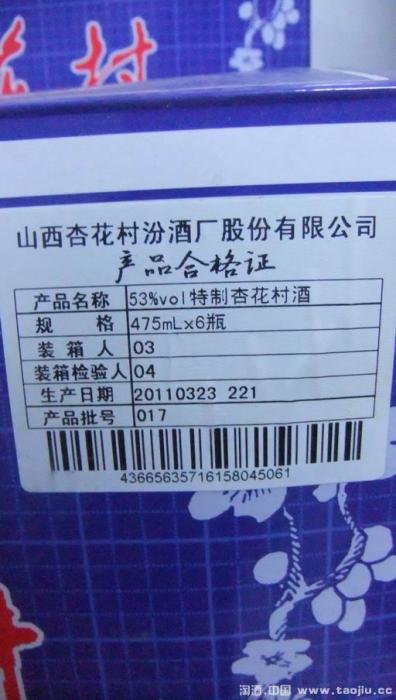 花村
山西杏花村汾酒厂股份有限公司
产品合格证
产品名称 53%vol特制杏花村酒
规 格 475mL×6瓶
装箱人 03
装箱检验人 04
生产日期 20110323 221
产品批号 017
43665635716158045061
淘酒.中国 www.taojiu.cc